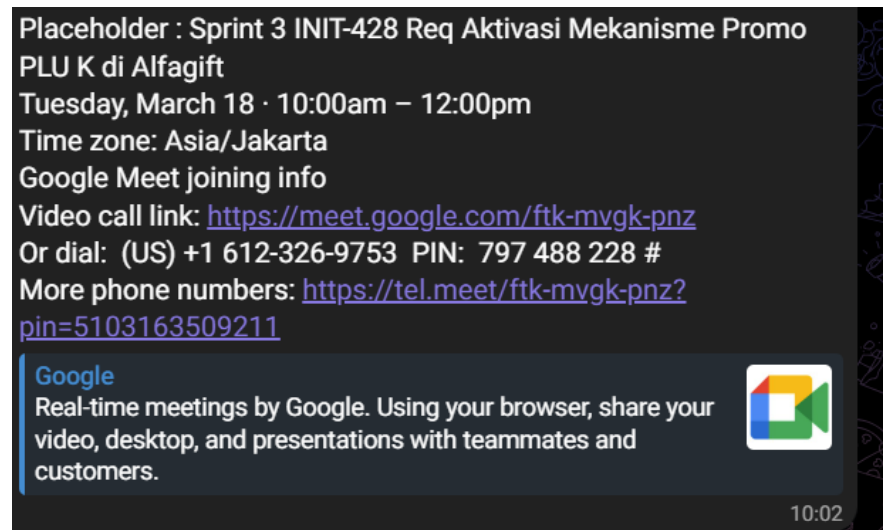 Placeholder : Sprint 3 INIT-428 Req Aktivasi Mekanisme Promo
PLU K di Alfagift
Tuesday, March 18 · 10:00am – 12:00pm
Time zone: Asia/Jakarta
Google Meet joining info
Video call link: https://meet.google.com/ftk-mvgk-pnz
Or dial: (US) +1 612-326-9753 PIN: 797 488 228 #
More phone numbers: https://tel.meet/ftk-mvgk-pnz?
pin=5103163509211
Google
Real-time meetings by Google. Using your browser, share your
video, desktop, and presentations with teammates and
customers.
10:02